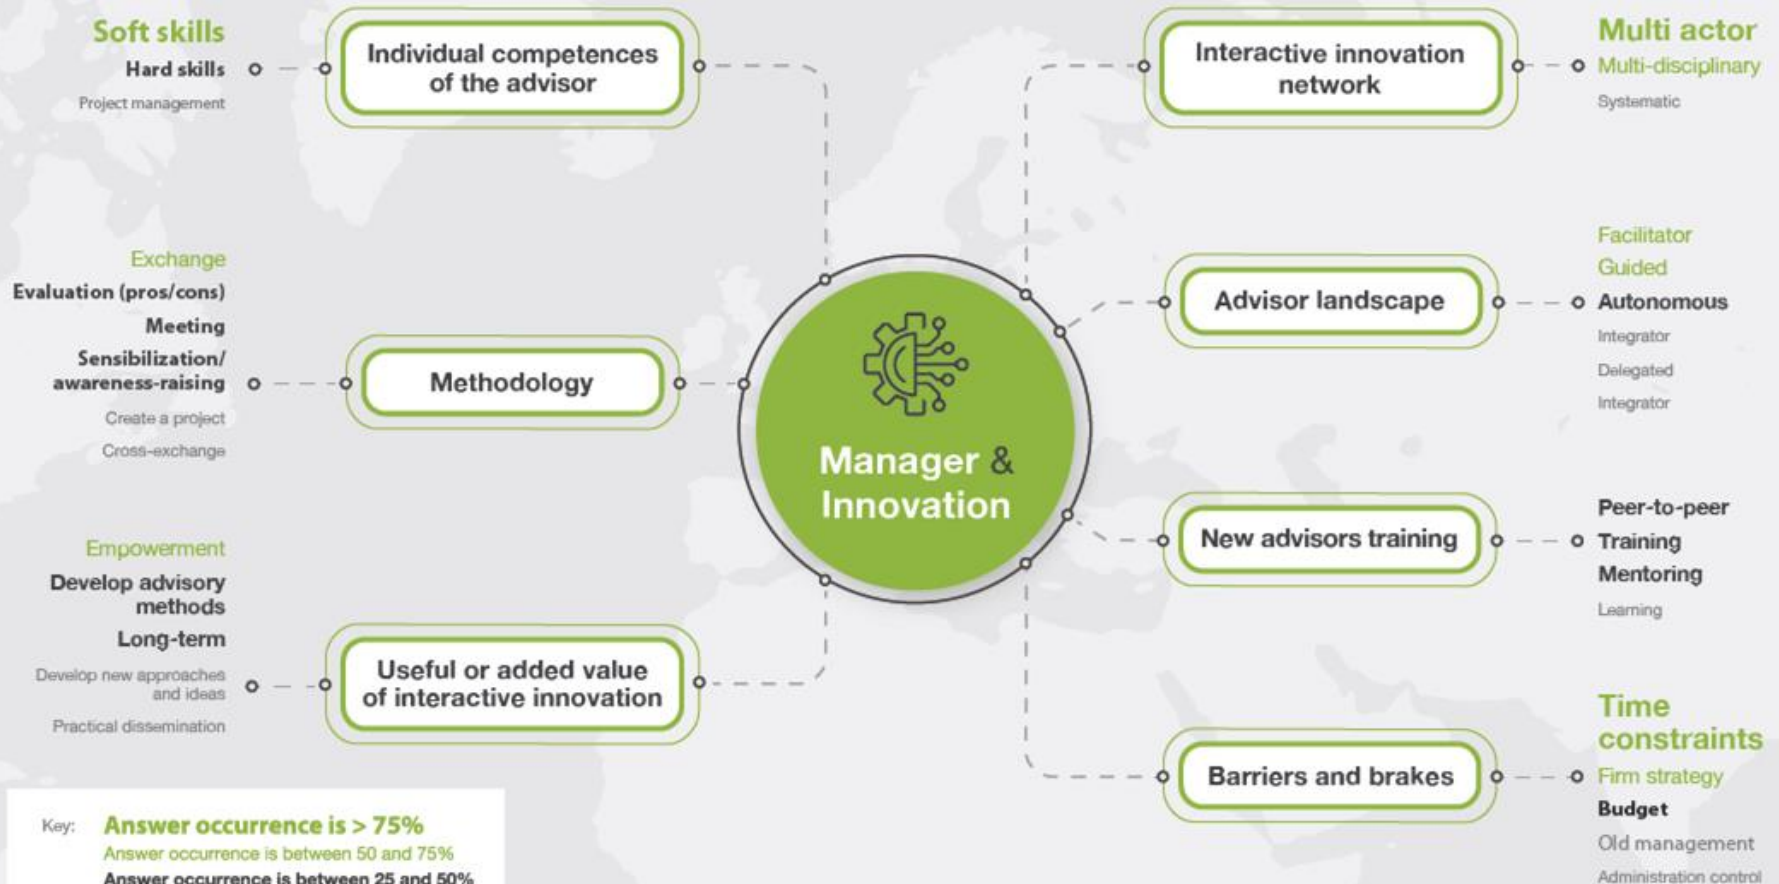 Soft skills
Hard skills
Project management
Individual competences
of the advisor
Exchange
Evaluation (pros/cons)
Meeting
Sensibilization/
awareness-raising
Create a project
Cross-exchange
Methodology
Empowerment
Develop advisory
methods
Long-term
Develop new approaches
and ideas
Practical dissemination
Useful or added value
of interactive innovation
Manager &
Innovation
Interactive innovation
network
Multi actor
Multi-disciplinary
Systematic
Advisor landscape
Facilitator
Guided
Autonomous
Integrator
Delegated
Integrator
New advisors training
Peer-to-peer
Training
Mentoring
Learning
Barriers and brakes
Time
constraints
Firm strategy
Budget
Old management
Administration control
Key: Answer occurrence is > 75%
Answer occurrence is between 50 and 75%
Answer occurrence is between 25 and 50%